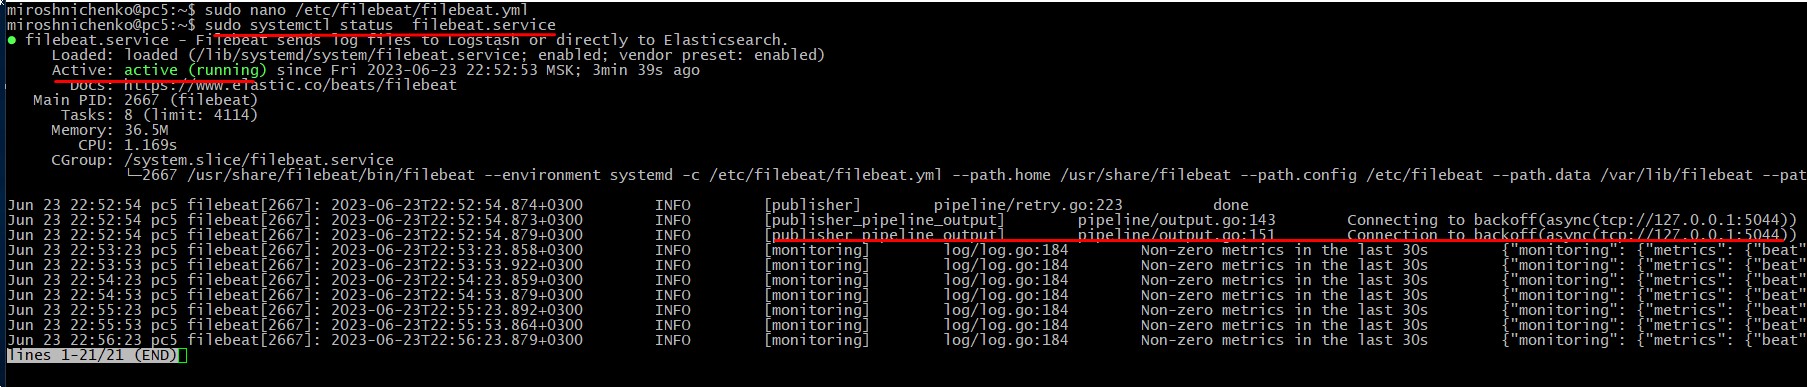 miroshnichenko@pc5:~$ sudo nano /etc/filebeat/filebeat.yml
miroshnichenko@pc5:~$ sudo systemctl status  filebeat.service
● filebeat.service - Filebeat sends log files to Logstash or directly to Elasticsearch.
     Loaded: loaded (/lib/systemd/system/filebeat.service; enabled; vendor preset: enabled)
     Active: active (running) since Fri 2023-06-23 22:52:53 MSK; 3min 39s ago
       Docs: https://www.elastic.co/beats/filebeat
   Main PID: 2667 (filebeat)
      Tasks: 8 (limit: 4114)
     Memory: 36.5M
        CPU: 1.169s
     CGroup: /system.slice/filebeat.service
             └─2667 /usr/share/filebeat/bin/filebeat --environment systemd -c /etc/filebeat/filebeat.yml --path.home /usr/share/filebeat --path.config /etc/filebeat --path.data /var/lib/filebeat --pat
Jun 23 22:52:54 pc5 filebeat[2667]: 2023-06-23T22:52:54.874+0300        INFO        [publisher]        pipeline/retry.go:223        done
Jun 23 22:52:54 pc5 filebeat[2667]: 2023-06-23T22:52:54.873+0300        INFO        [publisher_pipeline_output]        pipeline/output.go:143        Connecting to backoff(async(tcp://127.0.0.1:5044))
Jun 23 22:52:54 pc5 filebeat[2667]: 2023-06-23T22:52:54.879+0300        INFO        [publisher_pipeline_output]        pipeline/output.go:151        Connection to backoff(async(tcp://127.0.0.1:5044))
Jun 23 22:53:23 pc5 filebeat[2667]: 2023-06-23T22:53:23.858+0300        INFO        [monitoring]        log/log.go:184        Non-zero metrics in the last 30s        {"monitoring": {"metrics": {"beat"
Jun 23 22:53:53 pc5 filebeat[2667]: 2023-06-23T22:53:53.922+0300        INFO        [monitoring]        log/log.go:184        Non-zero metrics in the last 30s        {"monitoring": {"metrics": {"beat"
Jun 23 22:54:23 pc5 filebeat[2667]: 2023-06-23T22:54:23.859+0300        INFO        [monitoring]        log/log.go:184        Non-zero metrics in the last 30s        {"monitoring": {"metrics": {"beat"
Jun 23 22:54:53 pc5 filebeat[2667]: 2023-06-23T22:54:53.879+0300        INFO        [monitoring]        log/log.go:184        Non-zero metrics in the last 30s        {"monitoring": {"metrics": {"beat"
Jun 23 22:55:23 pc5 filebeat[2667]: 2023-06-23T22:55:23.892+0300        INFO        [monitoring]        log/log.go:184        Non-zero metrics in the last 30s        {"monitoring": {"metrics": {"beat"
Jun 23 22:55:53 pc5 filebeat[2667]: 2023-06-23T22:55:53.864+0300        INFO        [monitoring]        log/log.go:184        Non-zero metrics in the last 30s        {"monitoring": {"metrics": {"beat"
Jun 23 22:56:23 pc5 filebeat[2667]: 2023-06-23T22:56:23.879+0300        INFO        [monitoring]        log/log.go:184        Non-zero metrics in the last 30s        {"monitoring": {"metrics": {"beat"
lines 1-21/21 (END)